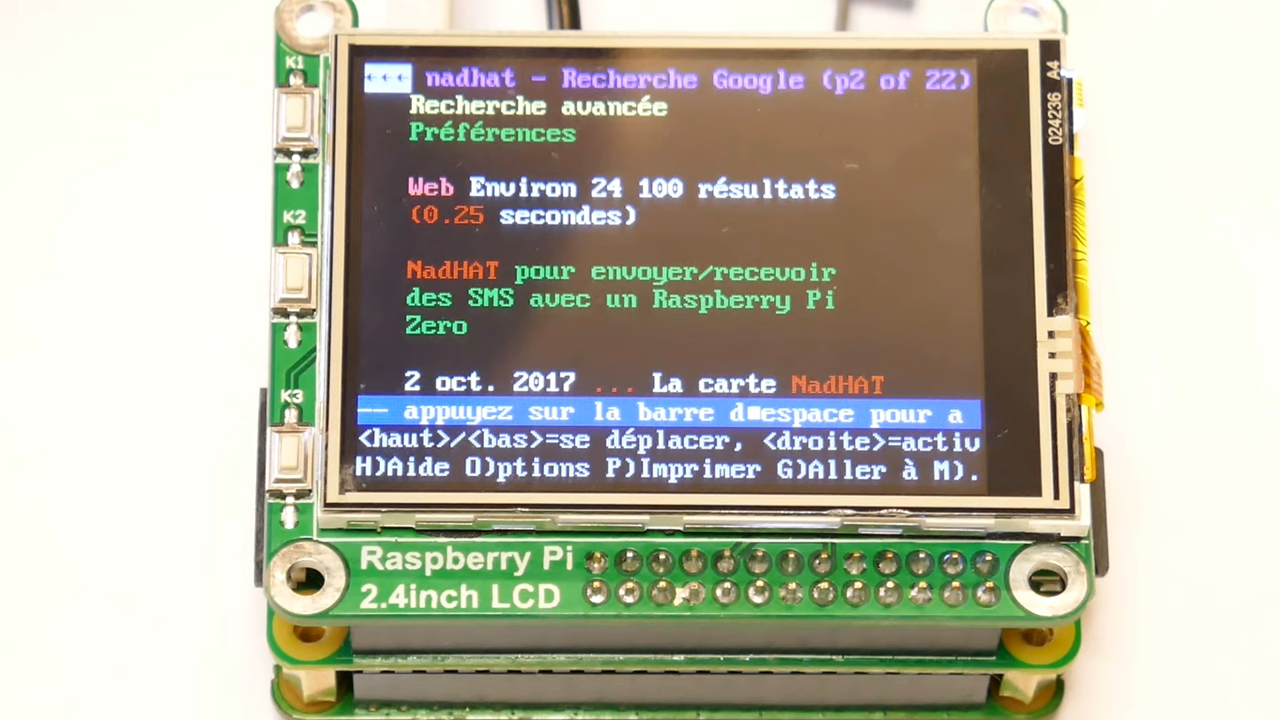 K1
K2
K3
024236 A4
<<< nadhat - Recherche Google (p2 of 22)
Recherche avancée
Préférences
Web Environ 24 100 résultats
(0.25 secondes)
NadHAT pour envoyer/recevoir
des SMS avec un Raspberry Pi
Zero
2 oct. 2017 ... La carte NadHAT
-- appuyez sur la barre d■espace pour a
<haut>/<bas>=se déplacer, <droite>=activ
H)Aide O)ptions P)Imprimer G)Aller à M).
Raspberry Pi
2.4inch LCD